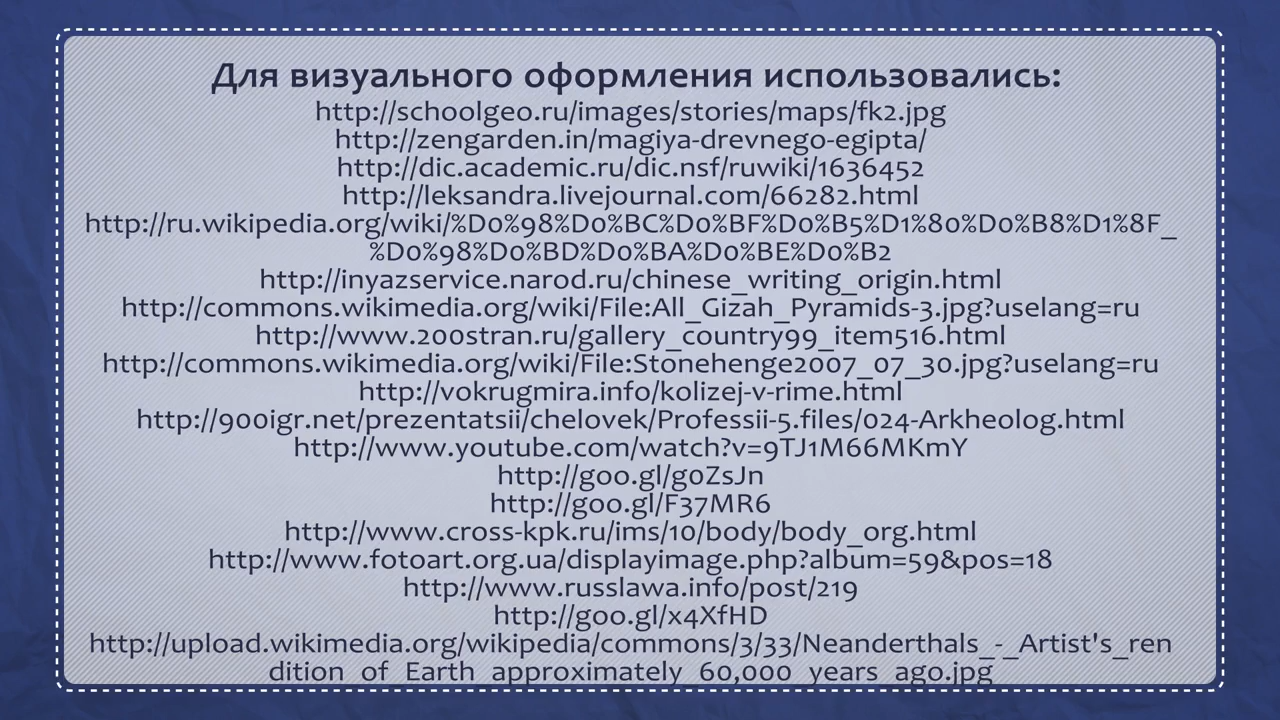 Для визуального оформления использовались:
http://schoolgeo.ru/images/stories/maps/fk2.jpg
http://zengarden.in/magiya-drevnego-egipta/
http://dic.academic.ru/dic.nsf/ruwiki/1636452
http://leksandra.livejournal.com/66282.html
http://ru.wikipedia.org/wiki/%D0%98%D0%BC%D0%BF%D0%B5%D1%80%D0%B8%D1%8F_
%D0%98%D0%BD%D0%BA%D0%BE%D0%B2
http://inyazservice.narod.ru/chinese_writing_origin.html
http://commons.wikimedia.org/wiki/File:All_Gizah_Pyramids-3.jpg?uselang=ru
http://www.200stran.ru/gallery_country99_item516.html
http://commons.wikimedia.org/wiki/File:Stonehenge2007_07_30.jpg?uselang=ru
http://vokrugmira.info/kolizej-v-rime.html
http://900igr.net/prezentatsii/chelovek/Professii-5.files/024-Arkheolog.html
http://www.youtube.com/watch?v=9TJ1M66MKmY
http://goo.gl/g0ZsJn
http://goo.gl/F37MR6
http://www.cross-kpk.ru/ims/10/body/body_org.html
http://www.fotoart.org.ua/displayimage.php?album=59&pos=18
http://www.russlawa.info/post/219
http://goo.gl/x4XfHD
http://upload.wikimedia.org/wikipedia/commons/3/33/Neanderthals_-_Artist's_ren
dition_of_Earth_approximately_60,000_years_ago.jpg